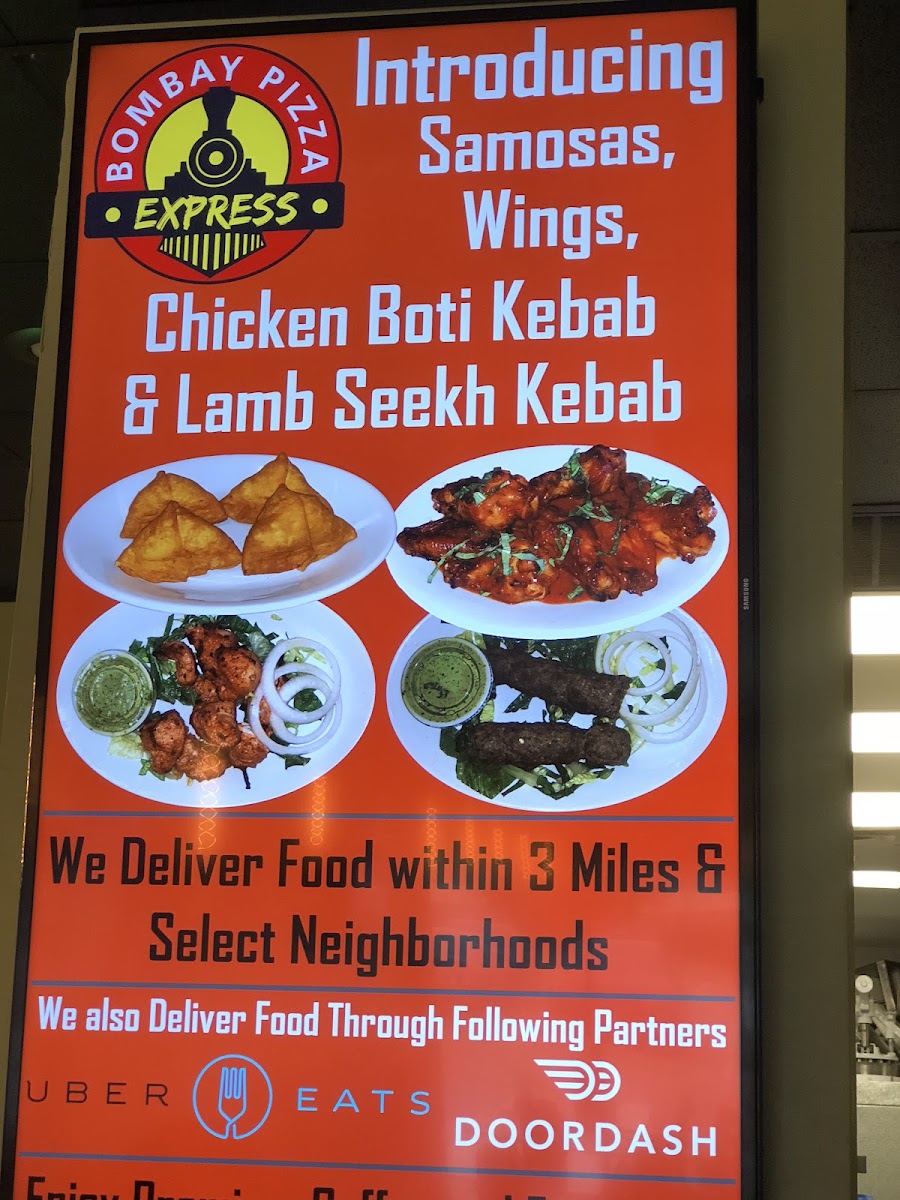 BOMBAY PIZZA
EXPRESS
Introducing
Samosas,
Wings,
Chicken Boti Kebab
& Lamb Seekh Kebab
SAMSUNG
We Deliver Food within 3 Miles &
Select Neighborhoods
We also Deliver Food Through Following Partners
UBER EATS
DOORDASH
Enjoy